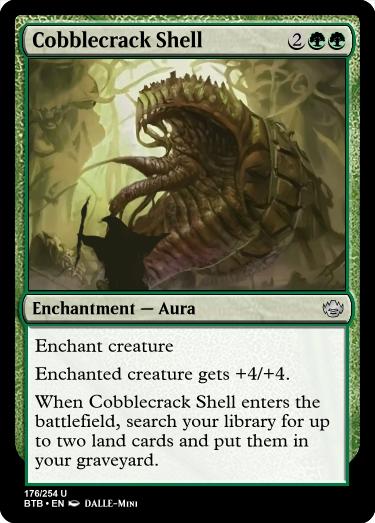 Cobblecrack Shell 2
Enchantment — Aura
Enchant creature
Enchanted creature gets +4/+4.
When Cobblecrack Shell enters the
battlefield, search your library for up
to two land cards and put them in
your graveyard.
176/254 U
BTB • EN DALLE-Mini